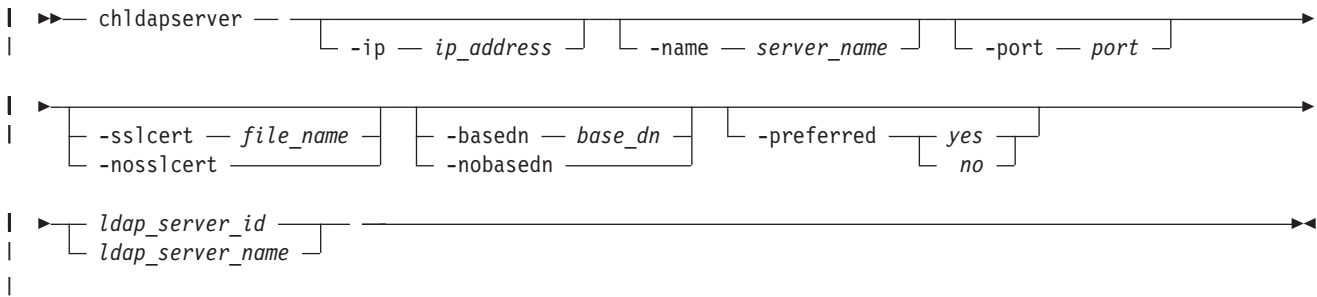 chldapserver
-ip ip_address -name server_name -port port
-sslcert file_name -basedn base_dn -preferred yes
-nosslcert -nobasedn no
ldap_server_id
ldap_server_name